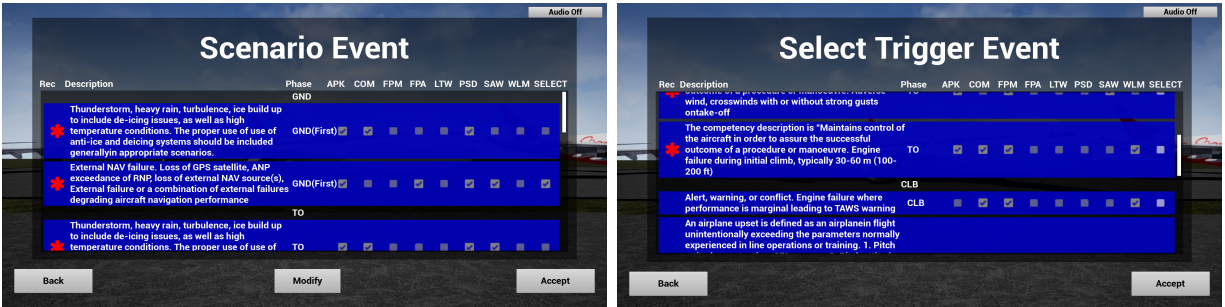 Audio Off
Scenario Event
Rec Description Phase APK COM FPM FPA LTW PSD SAW WLM SELECT
GND
Thunderstorm, heavy rain, turbulence, ice build up
to include de-icing issues, as well as high
temperature conditions. The proper use of use of
anti-ice and deicing systems should be included
generallyin appropriate scenarios.
GND(First)
External NAV failure. Loss of GPS satellite, ANP
exceedance of RNP, loss of external NAV source(s),
External failure or a combination of external failures
degrading aircraft navigation performance
GND(First)
TO
Thunderstorm, heavy rain, turbulence, ice build up
to include de-icing issues, as well as high
temperature conditions. The proper use of use of
TO
Back
Modify
Accept
Audio Off
Select Trigger Event
Rec Description Phase APK COM FPM FPA LTW PSD SAW WLM SELECT
outcome of a procedure or manoeuvre. Adverse
wind, crosswinds with or without strong gusts
ontake-off
TO
The competency description is "Maintains control of
the aircraft in order to assure the successful
outcome of a procedure or manoeuvre. Engine
failure during initial climb, typically 30-60 m (100-
200 ft)
TO
CLB
Alert, warning, or conflict. Engine failure where
performance is marginal leading to TAWS warning
CLB
An airplane upset is defined as an airplanein flight
unintentionally exceeding the parameters normally
experienced in line operations or training. 1. Pitch
Back
Accept